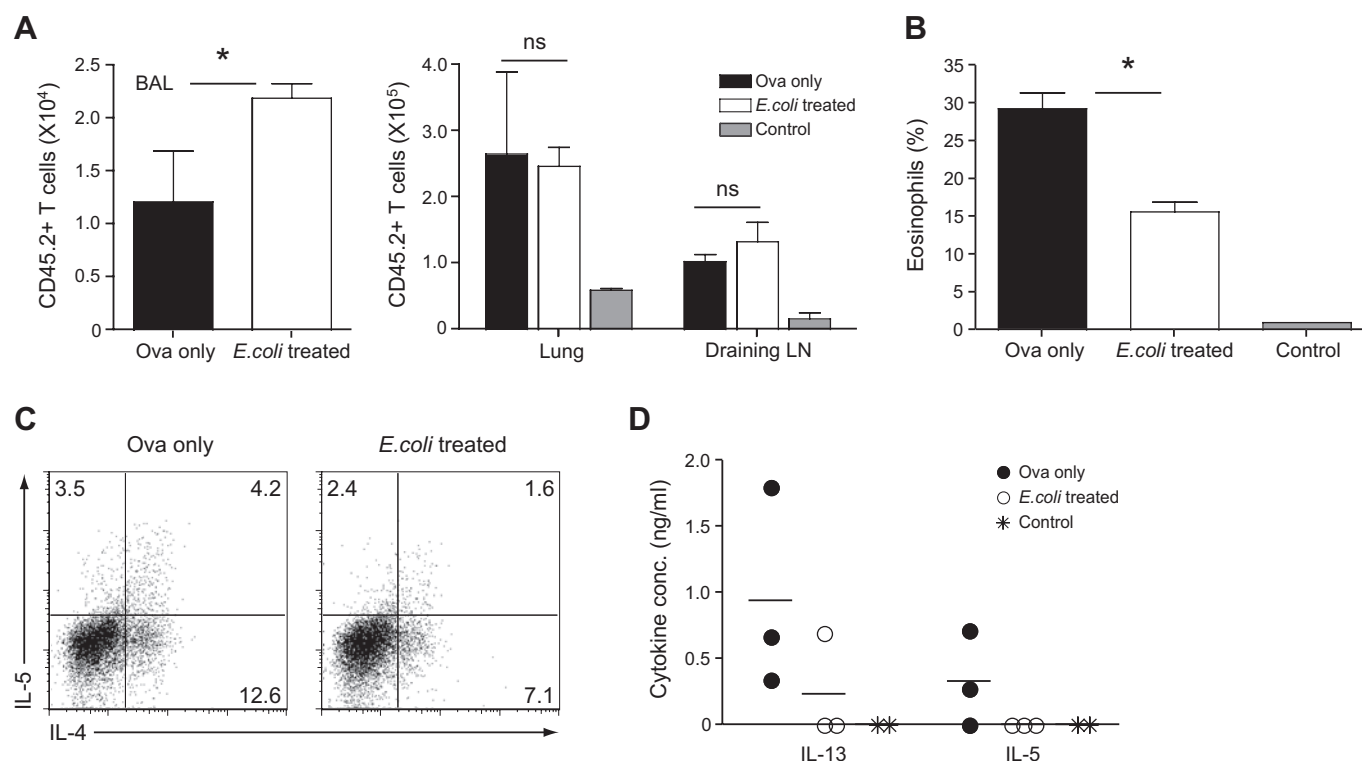 A
CD45.2+ T cells (X10⁴)
2.5
2.0
1.5
1.0
0.5
0
BAL
*
Ova only
E.coli treated
CD45.2+ T cells (X10⁵)
4.0
3.0
2.0
1.0
0
ns
ns
Ova only
E.coli treated
Control
Lung
Draining LN
B
Eosinophils (%)
35
30
25
20
15
10
5
0
*
Ova only
E.coli treated
Control
C
Ova only
E.coli treated
3.5
4.2
12.6
2.4
1.6
7.1
IL-5
IL-4
D
Cytokine conc. (ng/ml)
2.0
1.5
1.0
0.5
0
Ova only
E.coli treated
Control
IL-13
IL-5